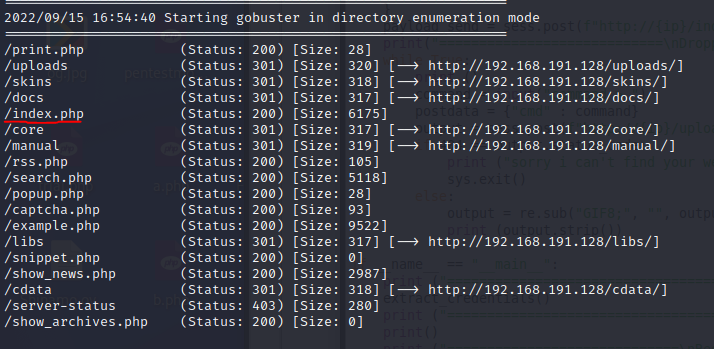 2022/09/15 16:54:40 Starting gobuster in directory enumeration mode
===============================================================
/print.php (Status: 200) [Size: 28]
/uploads (Status: 301) [Size: 320] [--> http://192.168.191.128/uploads/]
/skins (Status: 301) [Size: 318] [--> http://192.168.191.128/skins/]
/docs (Status: 301) [Size: 317] [--> http://192.168.191.128/docs/]
/index.php (Status: 200) [Size: 6175]
/core (Status: 301) [Size: 317] [--> http://192.168.191.128/core/]
/manual (Status: 301) [Size: 319] [--> http://192.168.191.128/manual/]
/rss.php (Status: 200) [Size: 105]
/search.php (Status: 200) [Size: 5118]
/popup.php (Status: 200) [Size: 28]
/captcha.php (Status: 200) [Size: 93]
/example.php (Status: 200) [Size: 9522]
/libs (Status: 301) [Size: 317] [--> http://192.168.191.128/libs/]
/snippet.php (Status: 200) [Size: 0]
/show_news.php (Status: 200) [Size: 2987]
/cdata (Status: 301) [Size: 318] [--> http://192.168.191.128/cdata/]
/server-status (Status: 403) [Size: 280]
/show_archives.php (Status: 200) [Size: 0]